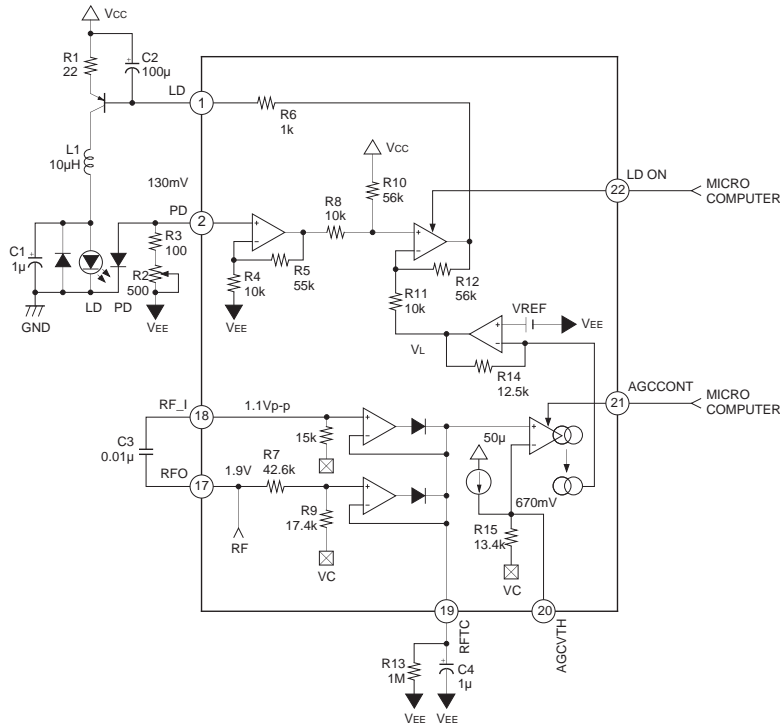 VCC
R1
22
C2
100µ
LD
1
R6
1k
L1
10µH
VCC
R10
56k
LD ON
22
MICRO
COMPUTER
130mV
PD
2
R8
10k
C1
1µ
R3
100
R2
500
R4
10k
R5
55k
R12
56k
R11
10k
VREF
VEE
GND
LD
PD
VEE
VEE
VL
R14
12.5k
AGCCONT
21
MICRO
COMPUTER
RF_I
18
1.1Vp-p
C3
0.01µ
15k
50µ
RFO
17
1.9V
R7
42.6k
670mV
R9
17.4k
R15
13.4k
RF
VC
VC
19
RFTC
20
AGCVTH
R13
1M
C4
1µ
VEE
VEE